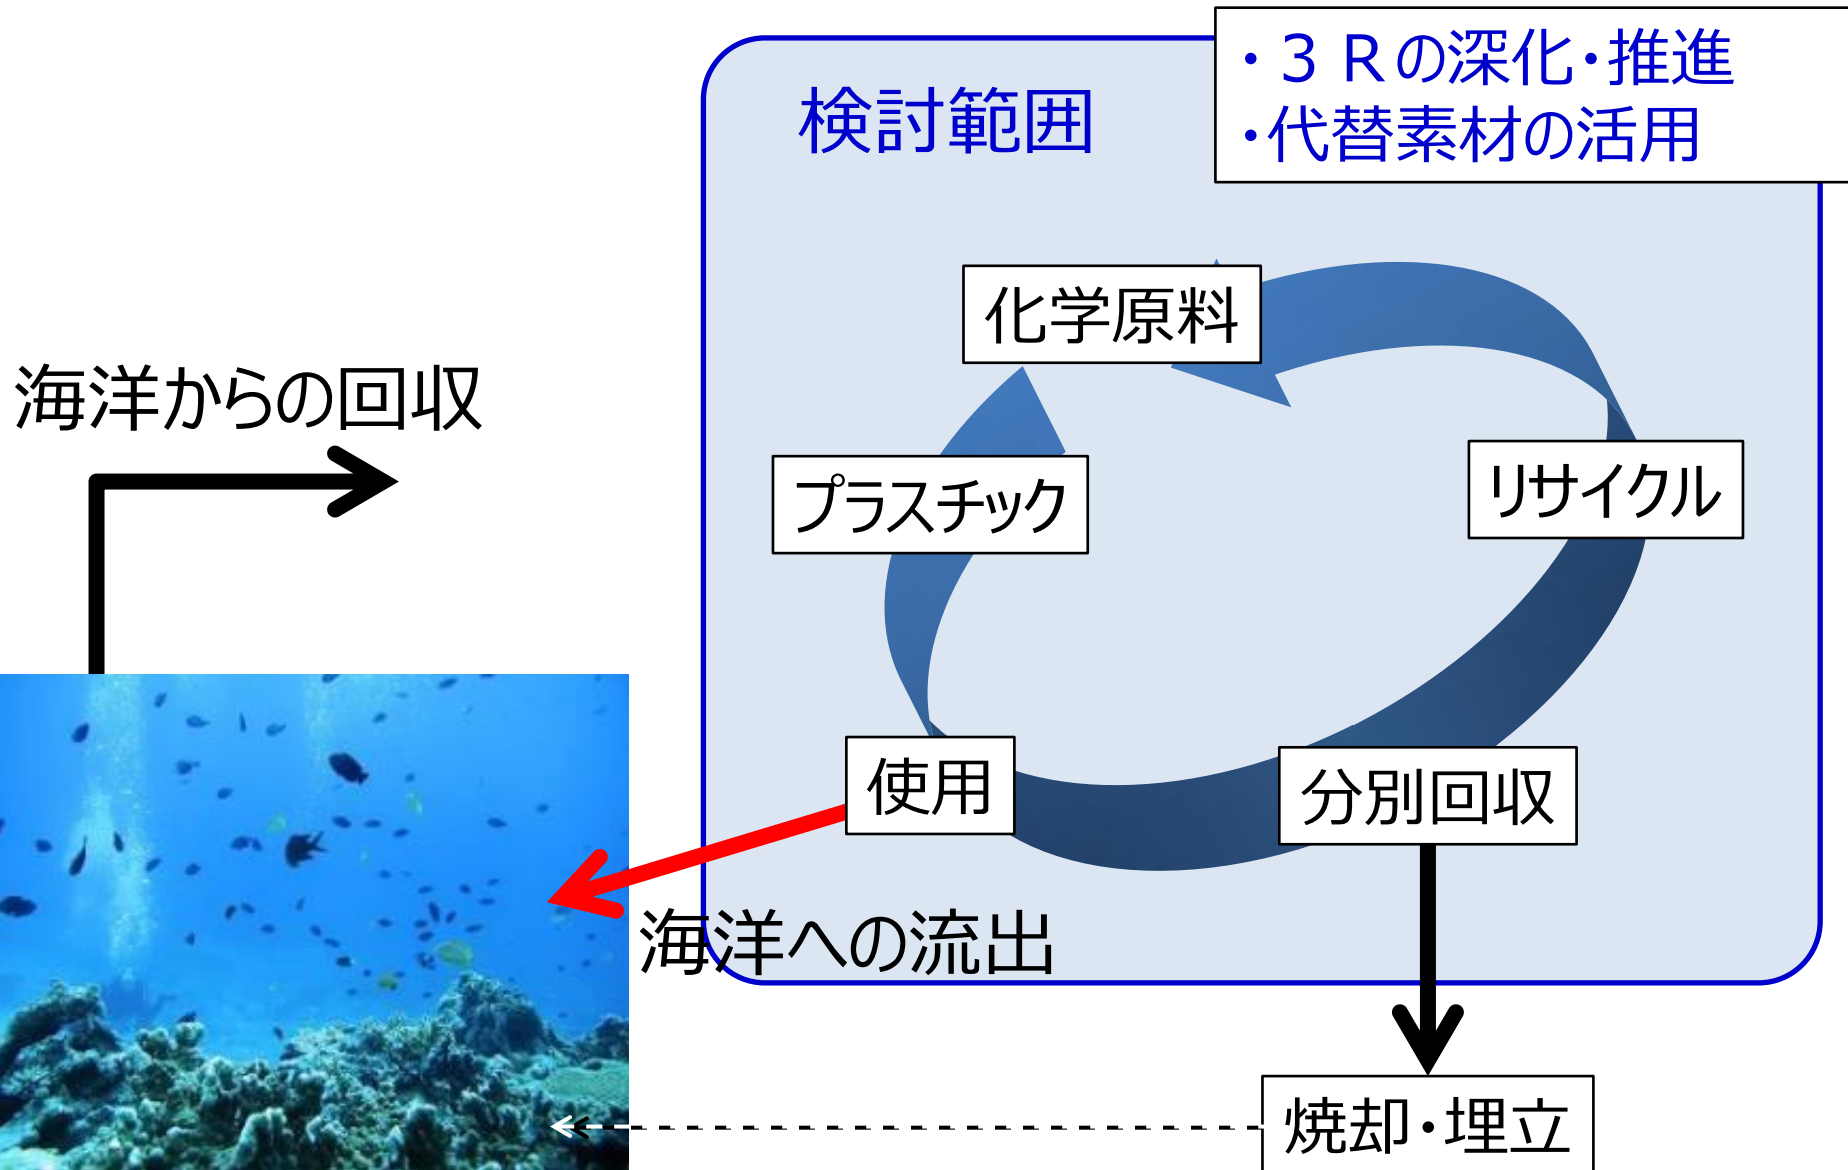 ・３Ｒの深化・推進
・代替素材の活用
検討範囲
化学原料
海洋からの回収
プラスチック
リサイクル
使用
分別回収
海洋への流出
焼却・埋立